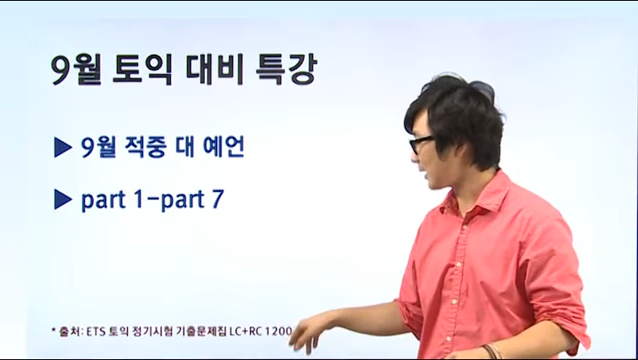 9월 토익 대비 특강
▶ 9월 적중 대 예언
▶ part 1-part 7
* 출처: ETS 토익 정기시험 기출문제집 LC+RC 1200